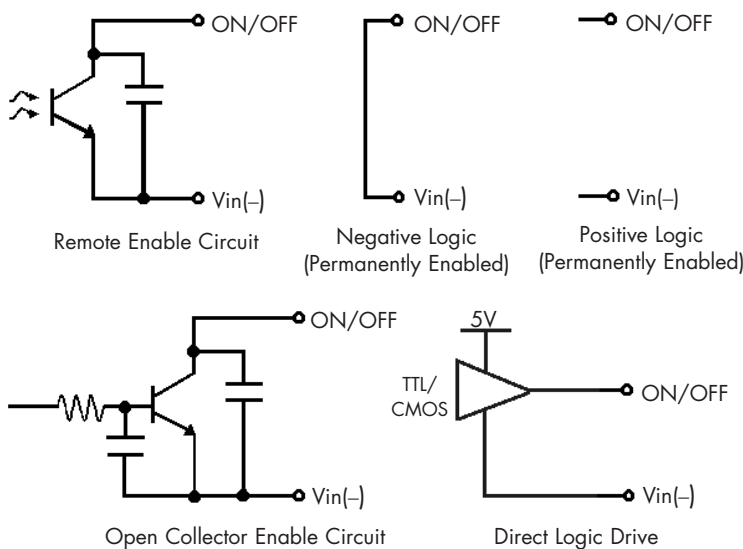 ON/OFF
Vin(–)
Remote Enable Circuit
ON/OFF
Vin(–)
Negative Logic
(Permanently Enabled)
ON/OFF
Vin(–)
Positive Logic
(Permanently Enabled)
ON/OFF
Vin(–)
Open Collector Enable Circuit
5V
TTL/
CMOS
ON/OFF
Vin(–)
Direct Logic Drive